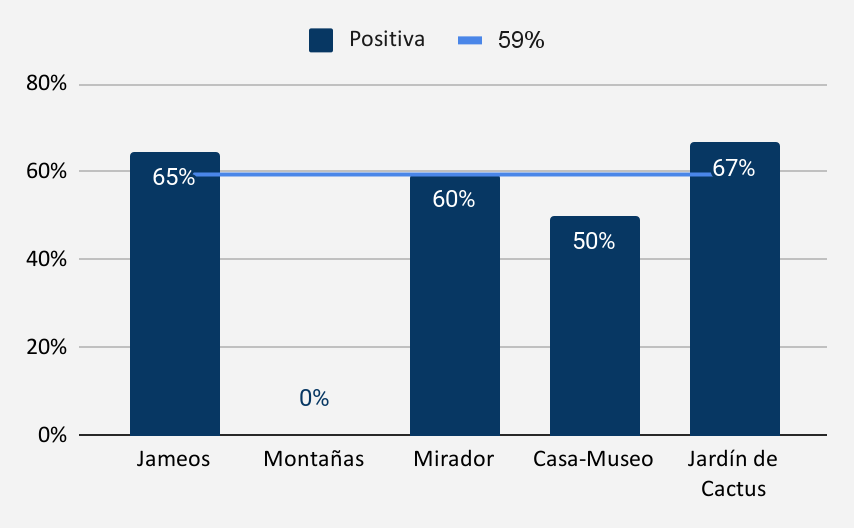 Positiva 59%
80%
60%
40%
20%
0%
65%
0%
60%
50%
67%
Jameos
Montañas
Mirador
Casa-Museo
Jardín de
Cactus